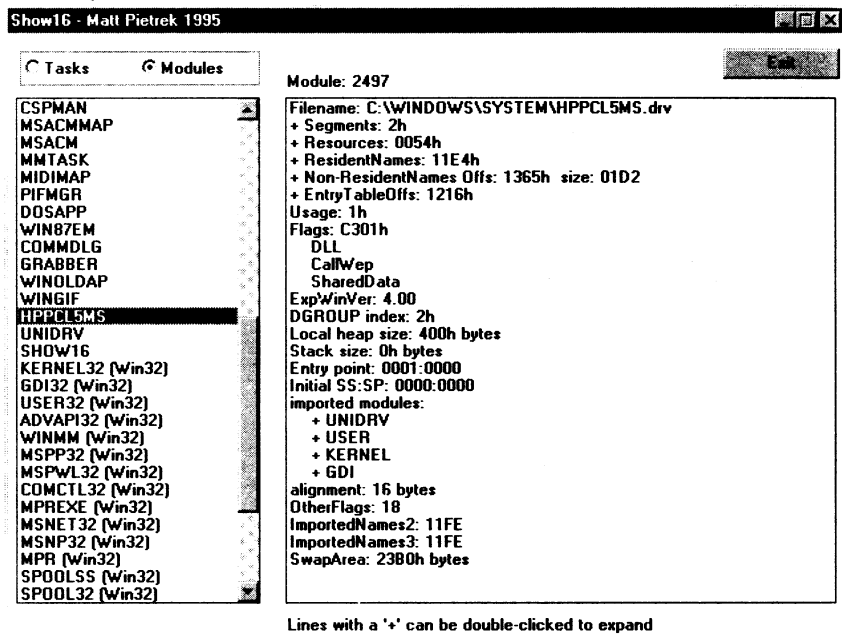 Show16 - Matt Pietrek 1995
Tasks
Modules
Exit
Module: 2497
CSPMAN
MSACMMAP
MSACM
MMTASK
MIDIMAP
PIFMGR
DOSAPP
WIN87EM
COMMDLG
GRABBER
WINOLDAP
WINGIF
HPPCL5MS
UNIDRV
SHOW16
KERNEL32 (Win32)
GDI32 (Win32)
USER32 (Win32)
ADVAPI32 (Win32)
WINMM (Win32)
MSPP32 (Win32)
MSPWL32 (Win32)
COMCTL32 (Win32)
MPREXE (Win32)
MSNET32 (Win32)
MSNP32 (Win32)
MPR (Win32)
SPOOLSS (Win32)
SPOOL32 (Win32)
Filename: C:\WINDOWS\SYSTEM\HPPCL5MS.drv
+ Segments: 2h
+ Resources: 0054h
+ ResidentNames: 11E4h
+ Non-ResidentNames Offs: 1365h size: 01D2
+ EntryTableOffs: 1216h
Usage: 1h
Flags: C301h
DLL
CallWep
SharedData
ExpWinVer: 4.00
DGROUP index: 2h
Local heap size: 400h bytes
Stack size: 0h bytes
Entry point: 0001:0000
Initial SS:SP: 0000:0000
imported modules:
+ UNIDRV
+ USER
+ KERNEL
+ GDI
alignment: 16 bytes
OtherFlags: 18
ImportedNames2: 11FE
ImportedNames3: 11FE
SwapArea: 23B0h bytes
Lines with a '+' can be double-clicked to expand